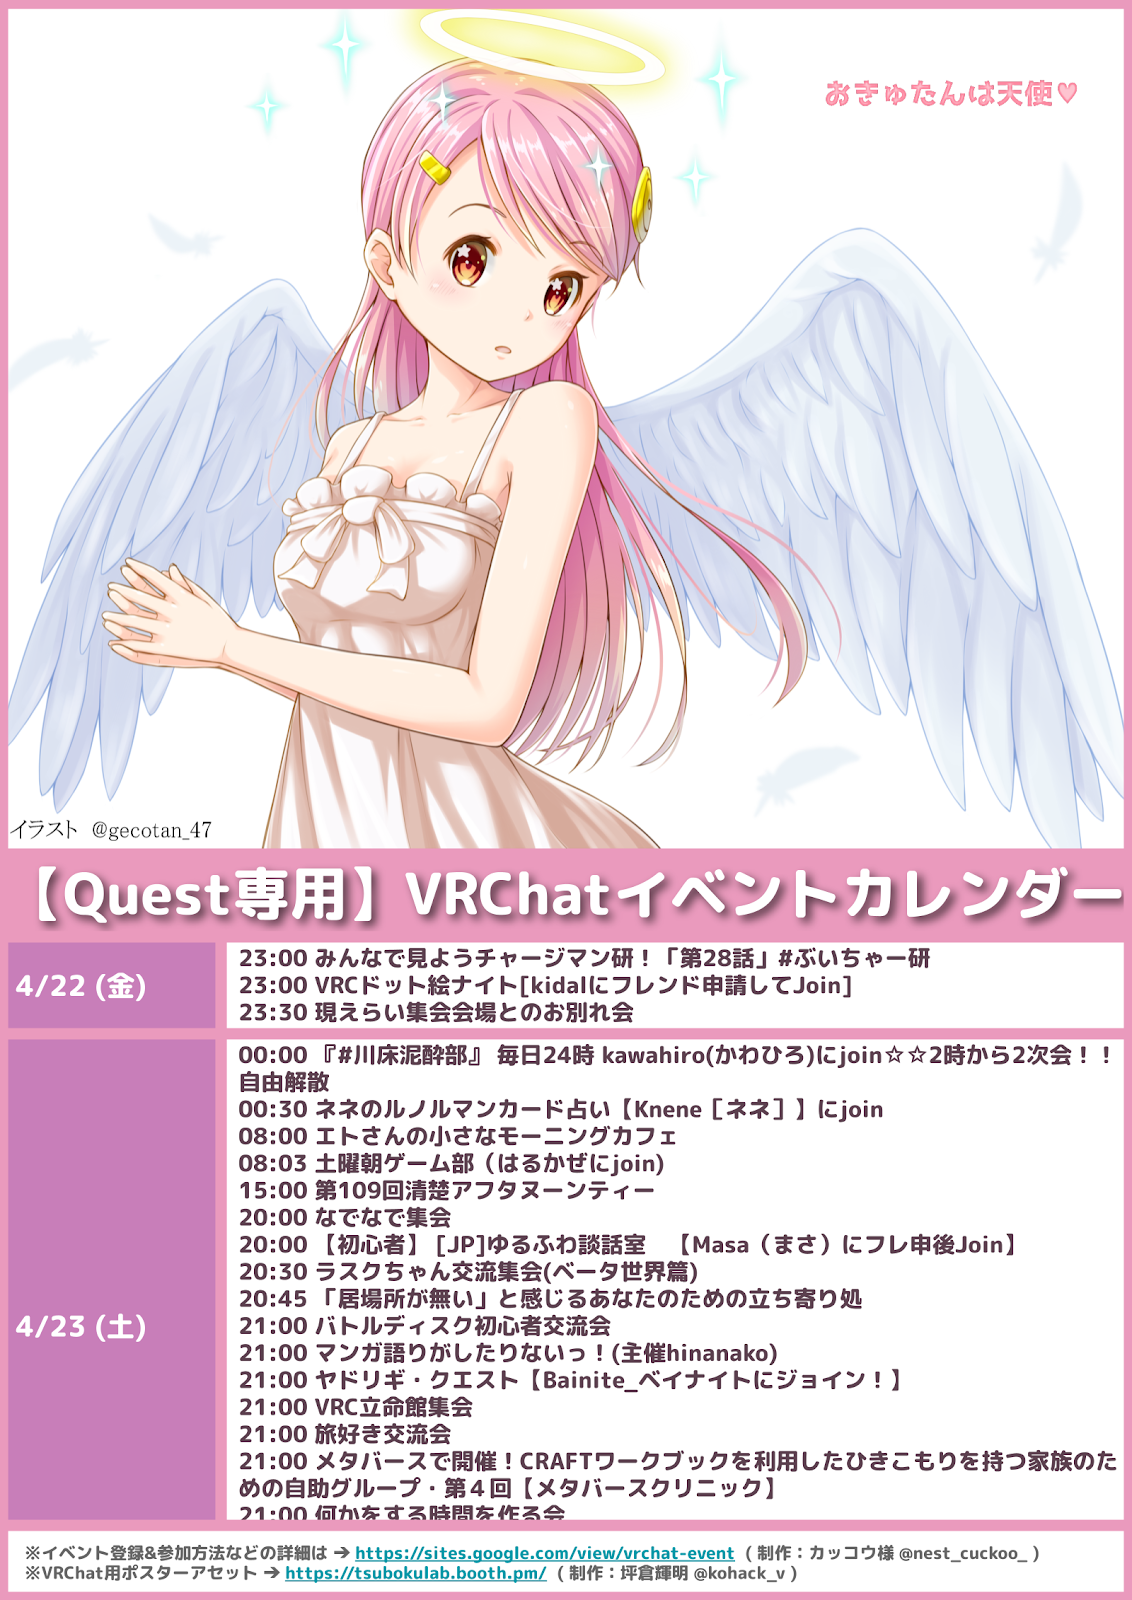 おきゅたんは天使♥
イラスト @gecotan_47
【Quest専用】VRChatイベントカレンダー
4/22 (金)
23:00 みんなで見ようチャージマン研！「第28話」#ぶいちゃー研
23:00 VRCドット絵ナイト[kidalにフレンド申請してJoin]
23:30 現えらい集会会場とのお別れ会
4/23 (土)
00:00 『#川床泥酔部』 毎日24時 kawahiro(かわひろ)にjoin☆☆2時から2次会！！
自由解散
00:30 ネネのルノルマンカード占い【Knene［ネネ］】にjoin
08:00 エトさんの小さなモーニングカフェ
08:03 土曜朝ゲーム部（はるかぜにjoin)
15:00 第109回清楚アフタヌーンティー
20:00 なでなで集会
20:00 【初心者】 [JP]ゆるふわ談話室　【Masa（まさ）にフレ申後Join】
20:30 ラスクちゃん交流集会(ベータ世界篇)
20:45 「居場所が無い」と感じるあなたのための立ち寄り処
21:00 バトルディスク初心者交流会
21:00 マンガ語りがしたりないっ！(主催hinanako)
21:00 ヤドリギ・クエスト【Bainite_ベイナイトにジョイン！】
21:00 VRC立命館集会
21:00 旅好き交流会
21:00 メタバースで開催！CRAFTワークブックを利用したひきこもりを持つ家族のた
めの自助グループ・第４回【メタバースクリニック】
21:00 何かをする時間を作る会
※イベント登録&参加方法などの詳細は → https://sites.google.com/view/vrchat-event ( 制作：カッコウ様 @nest_cuckoo_ )
※VRChat用ポスターアセット → https://tsubokulab.booth.pm/ ( 制作：坪倉輝明 @kohack_v )